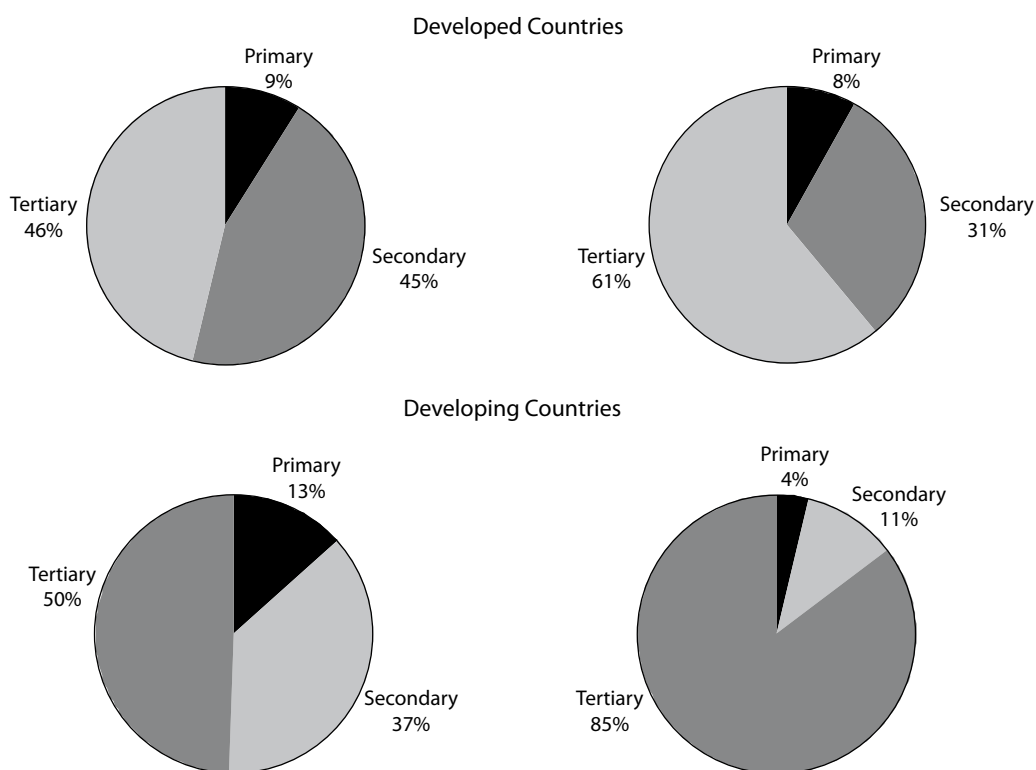 Developed Countries
Primary
9%
Tertiary
46%
Secondary
45%
Primary
8%
Secondary
31%
Tertiary
61%
Developing Countries
Primary
13%
Tertiary
50%
Secondary
37%
Primary
4%
Secondary
11%
Tertiary
85%